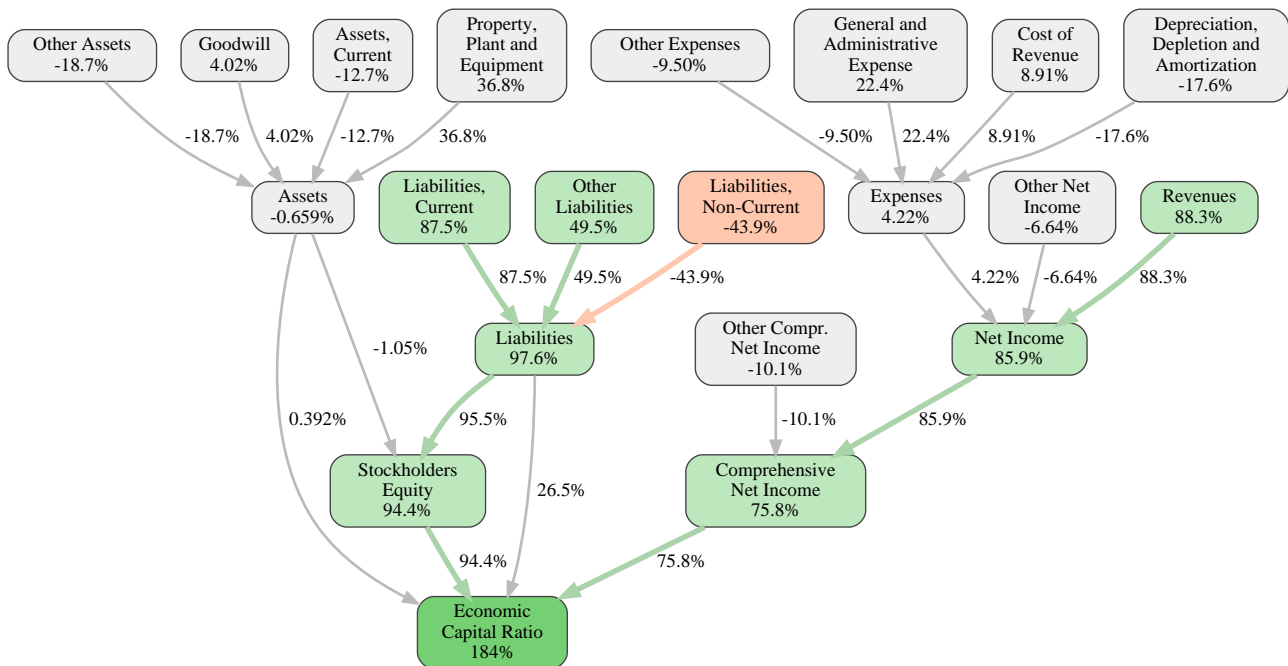 Other Assets
-18.7%
Goodwill
4.02%
Assets,
Current
-12.7%
Property,
Plant and
Equipment
36.8%
Other Expenses
-9.50%
General and
Administrative
Expense
22.4%
Cost of
Revenue
8.91%
Depreciation,
Depletion and
Amortization
-17.6%
-18.7%
4.02%
-12.7%
36.8%
-9.50%
22.4%
8.91%
-17.6%
Assets
-0.659%
Liabilities,
Current
87.5%
Other
Liabilities
49.5%
Liabilities,
Non-Current
-43.9%
Expenses
4.22%
Other Net
Income
-6.64%
Revenues
88.3%
87.5%
49.5%
-43.9%
4.22%
-6.64%
88.3%
-1.05%
Liabilities
97.6%
Other Compr.
Net Income
-10.1%
Net Income
85.9%
0.392%
95.5%
-10.1%
85.9%
Stockholders
Equity
94.4%
26.5%
Comprehensive
Net Income
75.8%
94.4%
75.8%
Economic
Capital Ratio
184%